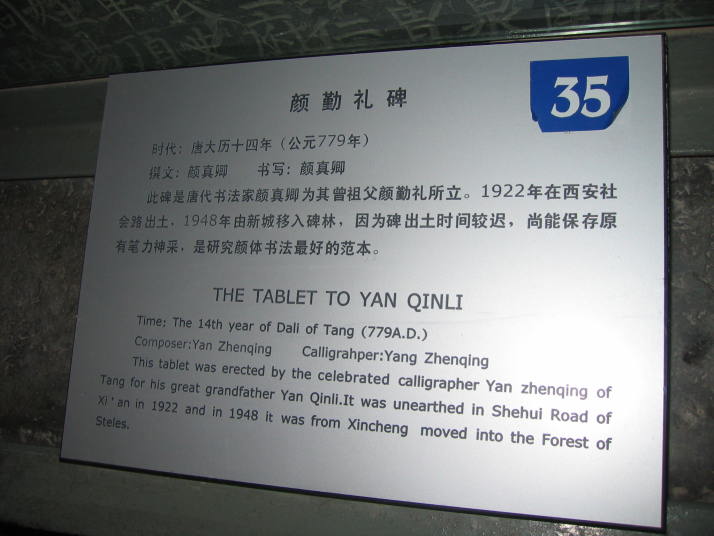 35
颜勤礼碑
时代：唐大历十四年（公元779年）
撰文：颜真卿　书写：颜真卿
此碑是唐代书法家颜真卿为其曾祖父颜勤礼所立。1922年在西安社
会路出土，1948年由新城移入碑林，因为碑出土时间较迟，尚能保存原
有笔力神采，是研究颜体书法最好的范本。
THE TABLET TO YAN QINLI
Time: The 14th year of Dali of Tang (779A.D.)
Composer:Yan Zhenqing Calligrahper:Yang Zhenqing
This tablet was erected by the celebrated calligrapher Yan zhenqing of
Tang for his great grandfather Yan Qinli.It was unearthed in Shehui Road of
Xi'an in 1922 and in 1948 it was from Xincheng moved into the Forest of
Steles.